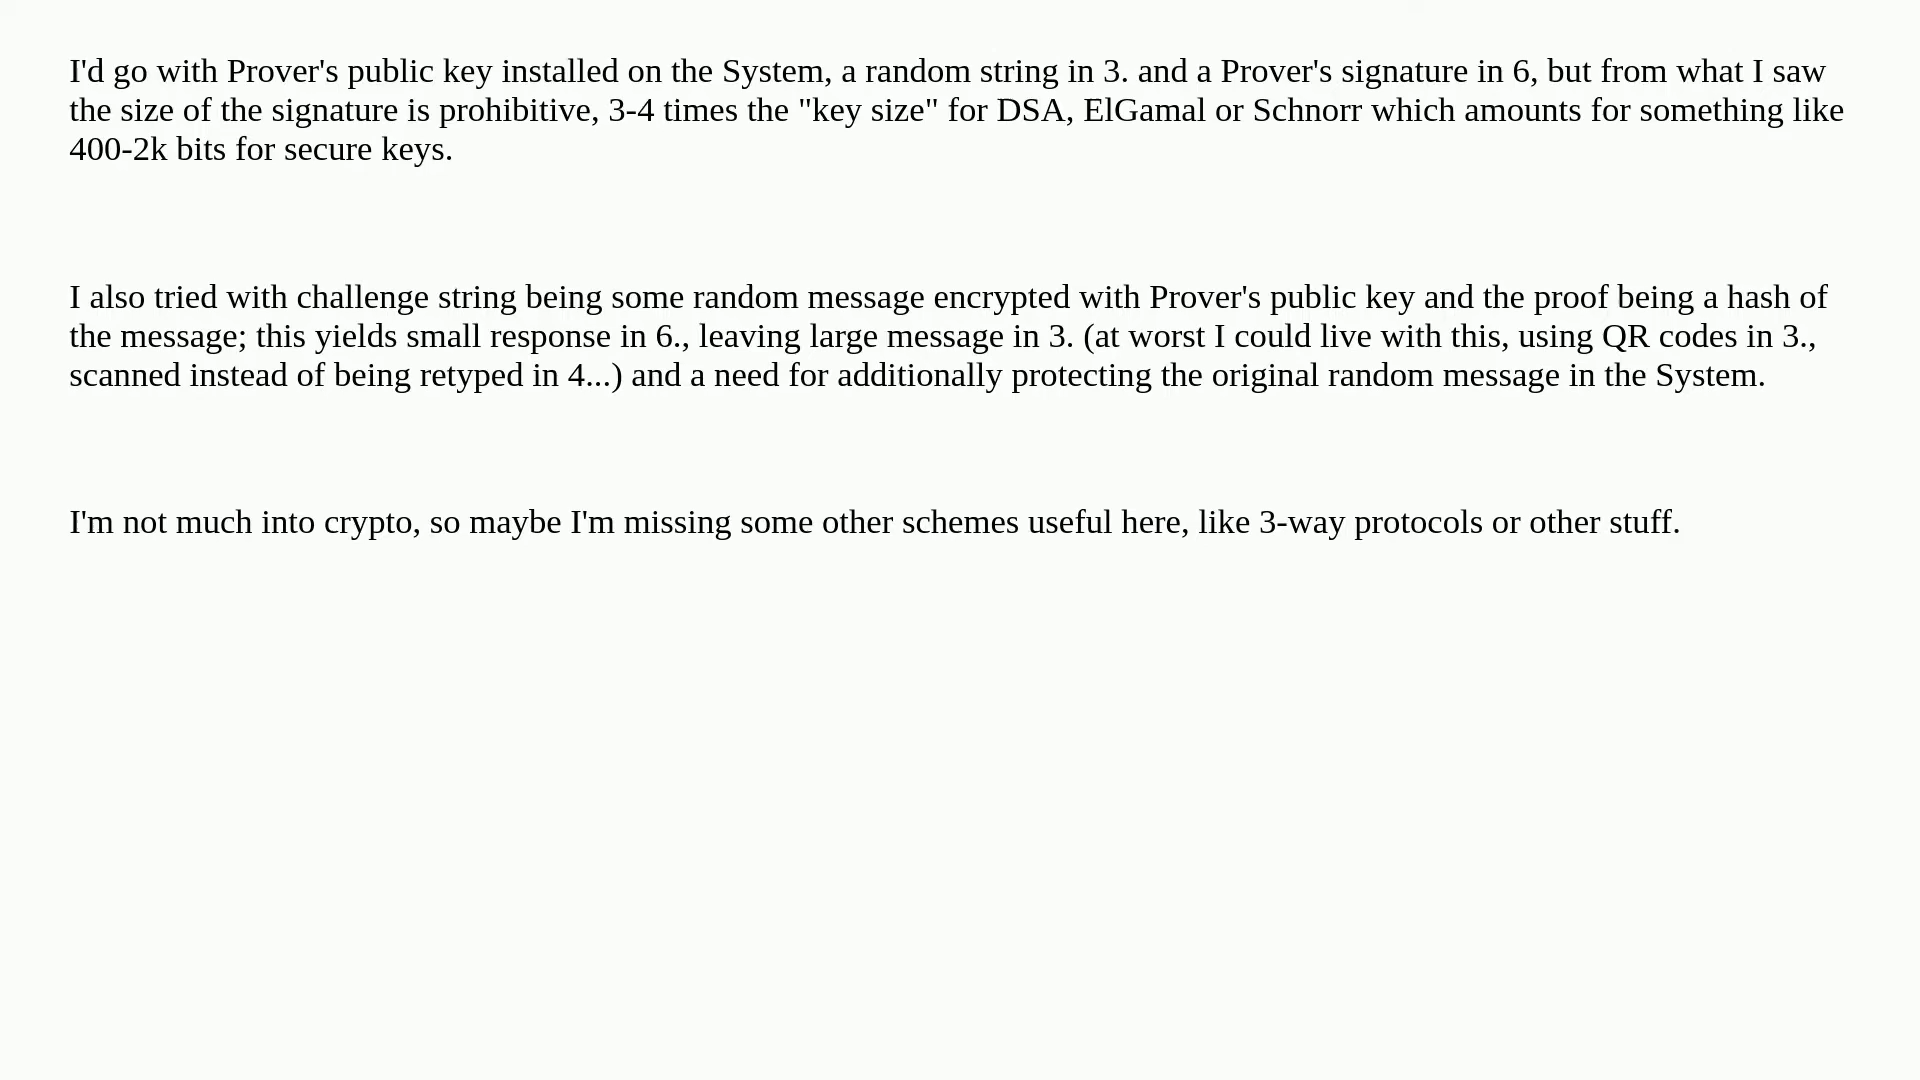 I'd go with Prover's public key installed on the System, a random string in 3. and a Prover's signature in 6, but from what I saw
the size of the signature is prohibitive, 3-4 times the "key size" for DSA, ElGamal or Schnorr which amounts for something like
400-2k bits for secure keys.
I also tried with challenge string being some random message encrypted with Prover's public key and the proof being a hash of
the message; this yields small response in 6., leaving large message in 3. (at worst I could live with this, using QR codes in 3.,
scanned instead of being retyped in 4...) and a need for additionally protecting the original random message in the System.
I'm not much into crypto, so maybe I'm missing some other schemes useful here, like 3-way protocols or other stuff.